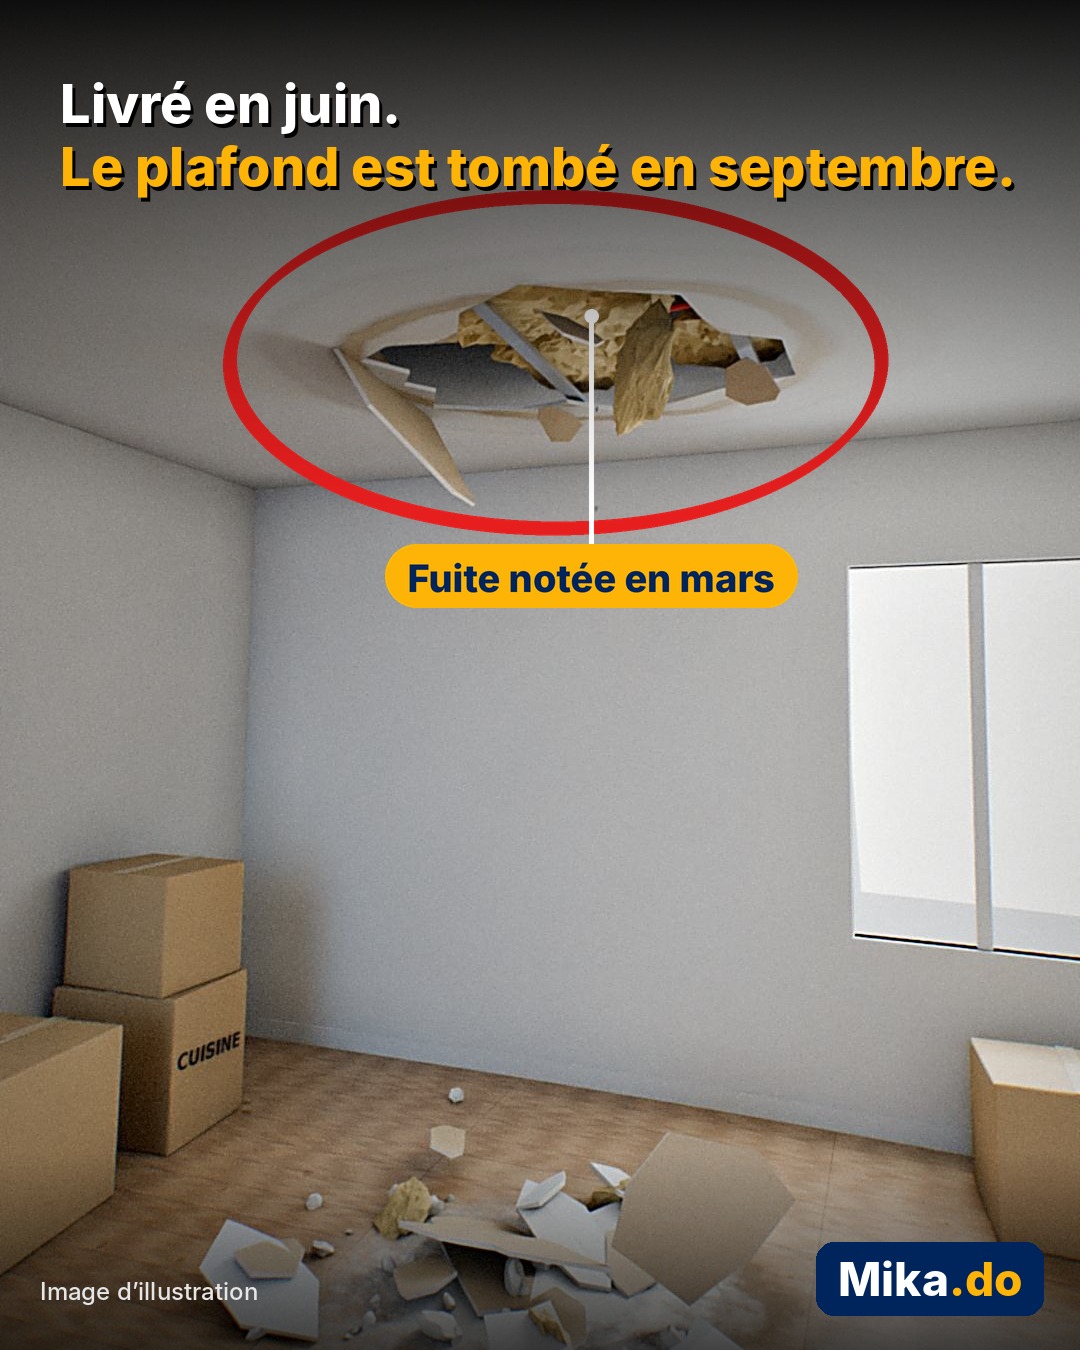 Livré en juin.
Le plafond est tombé en septembre.
Fuite notée en mars
CUISINE
Image d’illustration
Mika.do